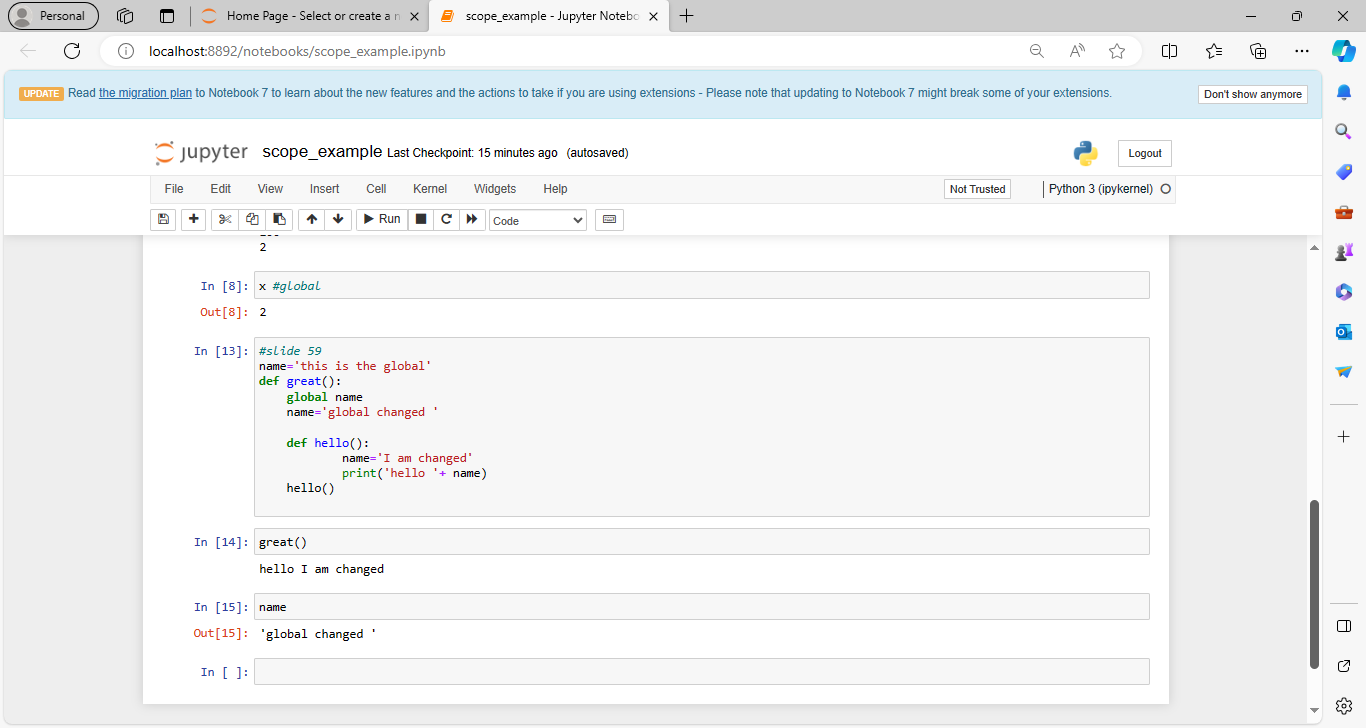 Personal
Home Page - Select or create a n
scope_example - Jupyter Notebo
localhost:8892/notebooks/scope_example.ipynb
UPDATE Read the migration plan to Notebook 7 to learn about the new features and the actions to take if you are using extensions - Please note that updating to Notebook 7 might break some of your extensions.
Don't show anymore
jupyter scope_example Last Checkpoint: 15 minutes ago (autosaved)
Logout
File Edit View Insert Cell Kernel Widgets Help
Not Trusted
Python 3 (ipykernel)
Run
Code
2
In [8]: x #global
Out[8]: 2
In [13]: #slide 59
name='this is the global'
def great():
    global name
    name='global changed '
    def hello():
            name='I am changed'
            print('hello '+ name)
    hello()
In [14]: great()
hello I am changed
In [15]: name
Out[15]: 'global changed '
In [ ]: